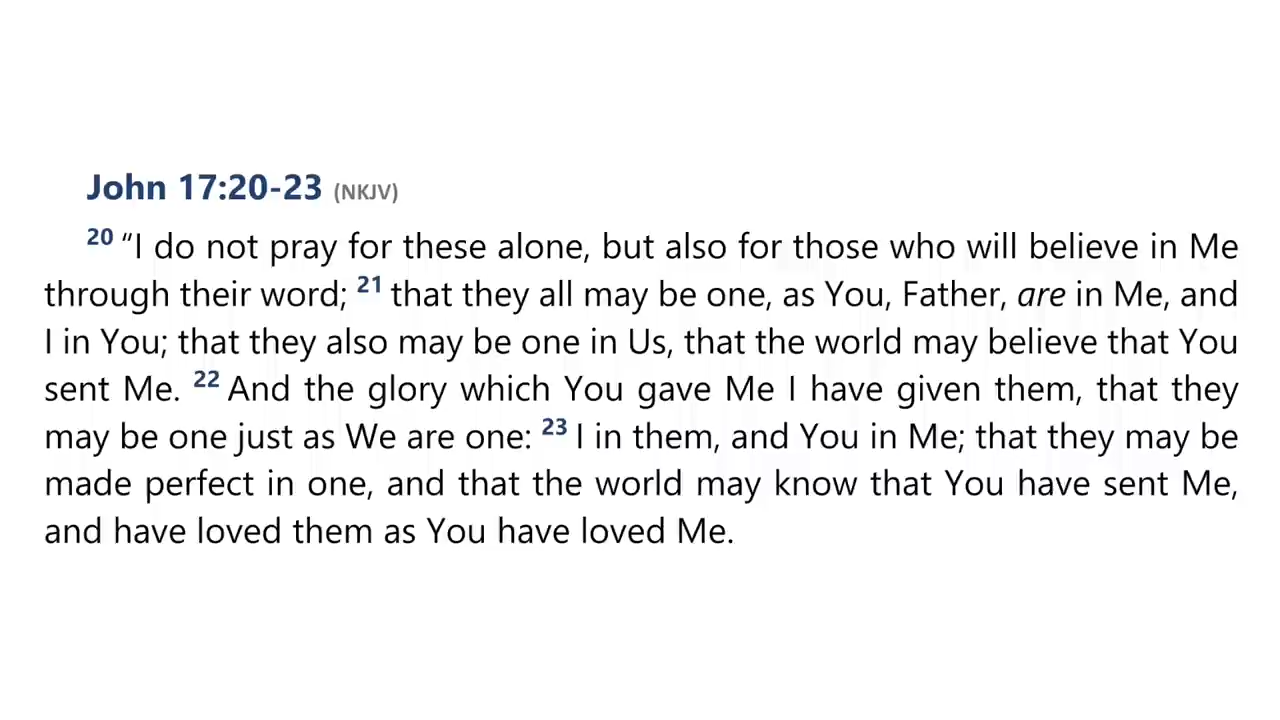 John 17:20-23 (NKJV)
20 “I do not pray for these alone, but also for those who will believe in Me
through their word; 21 that they all may be one, as You, Father, are in Me, and
I in You; that they also may be one in Us, that the world may believe that You
sent Me. 22 And the glory which You gave Me I have given them, that they
may be one just as We are one: 23 I in them, and You in Me; that they may be
made perfect in one, and that the world may know that You have sent Me,
and have loved them as You have loved Me.